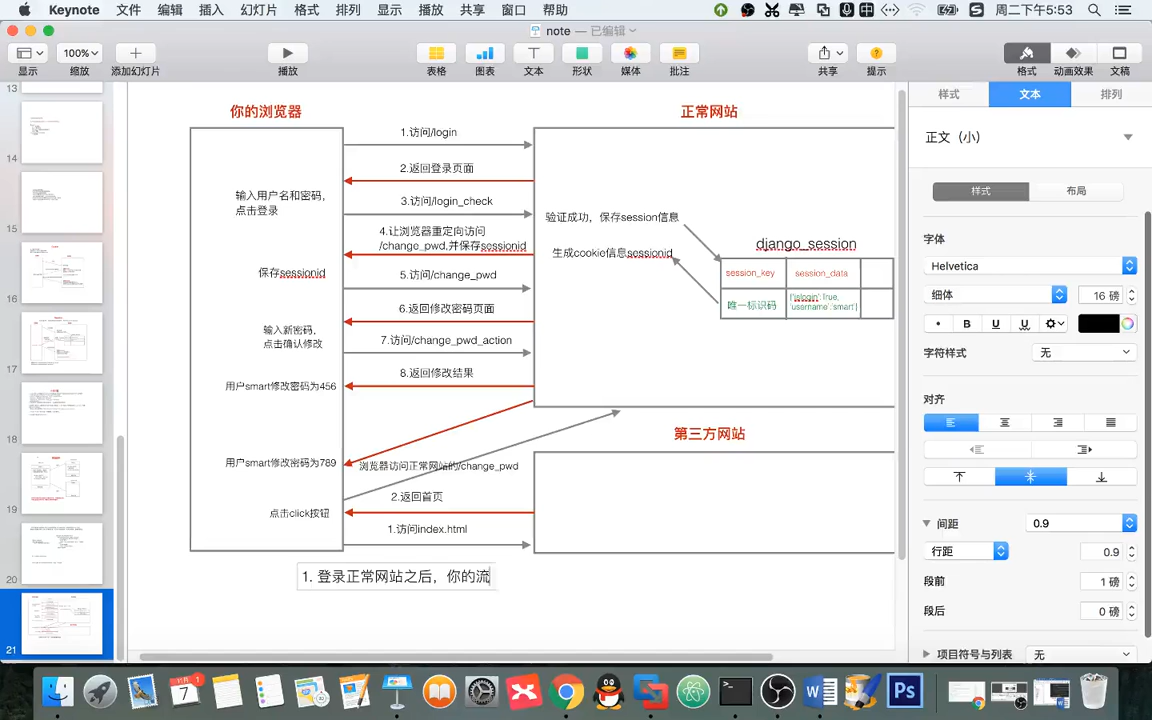 Keynote 文件 编辑 插入 幻灯片 格式 排列 显示 播放 共享 窗口 帮助 周二下午5:53
note — 已编辑
100%
显示 缩放 添加幻灯片 播放 表格 图表 文本 形状 媒体 批注 共享 提示 格式 动画效果 文稿
样式 文本 排列
正文（小）
样式 布局
字体
Helvetica
细体 16 磅
B U U
字符样式 无
对齐
间距 0.9
行距 0.9
段前 1 磅
段后 0 磅
项目符号与列表 无
13
14
15
16
17
18
19
20
21
你的浏览器
正常网站
1.访问/login
2.返回登录页面
输入用户名和密码,
点击登录
3.访问/login_check
验证成功，保存session信息
4.让浏览器重定向访问
/change_pwd,并保存sessionid
生成cookie信息sessionid
django_session
session_key session_data
唯一标识码
{'islogin': True,
'username':'smart'}
保存sessionid
5.访问/change_pwd
6.返回修改密码页面
输入新密码,
点击确认修改
7.访问/change_pwd_action
8.返回修改结果
用户smart修改密码为456
第三方网站
用户smart修改密码为789
浏览器访问正常网站的/change_pwd
2.返回首页
点击click按钮
1.访问index.html
1. 登录正常网站之后，你的流
7
Ps